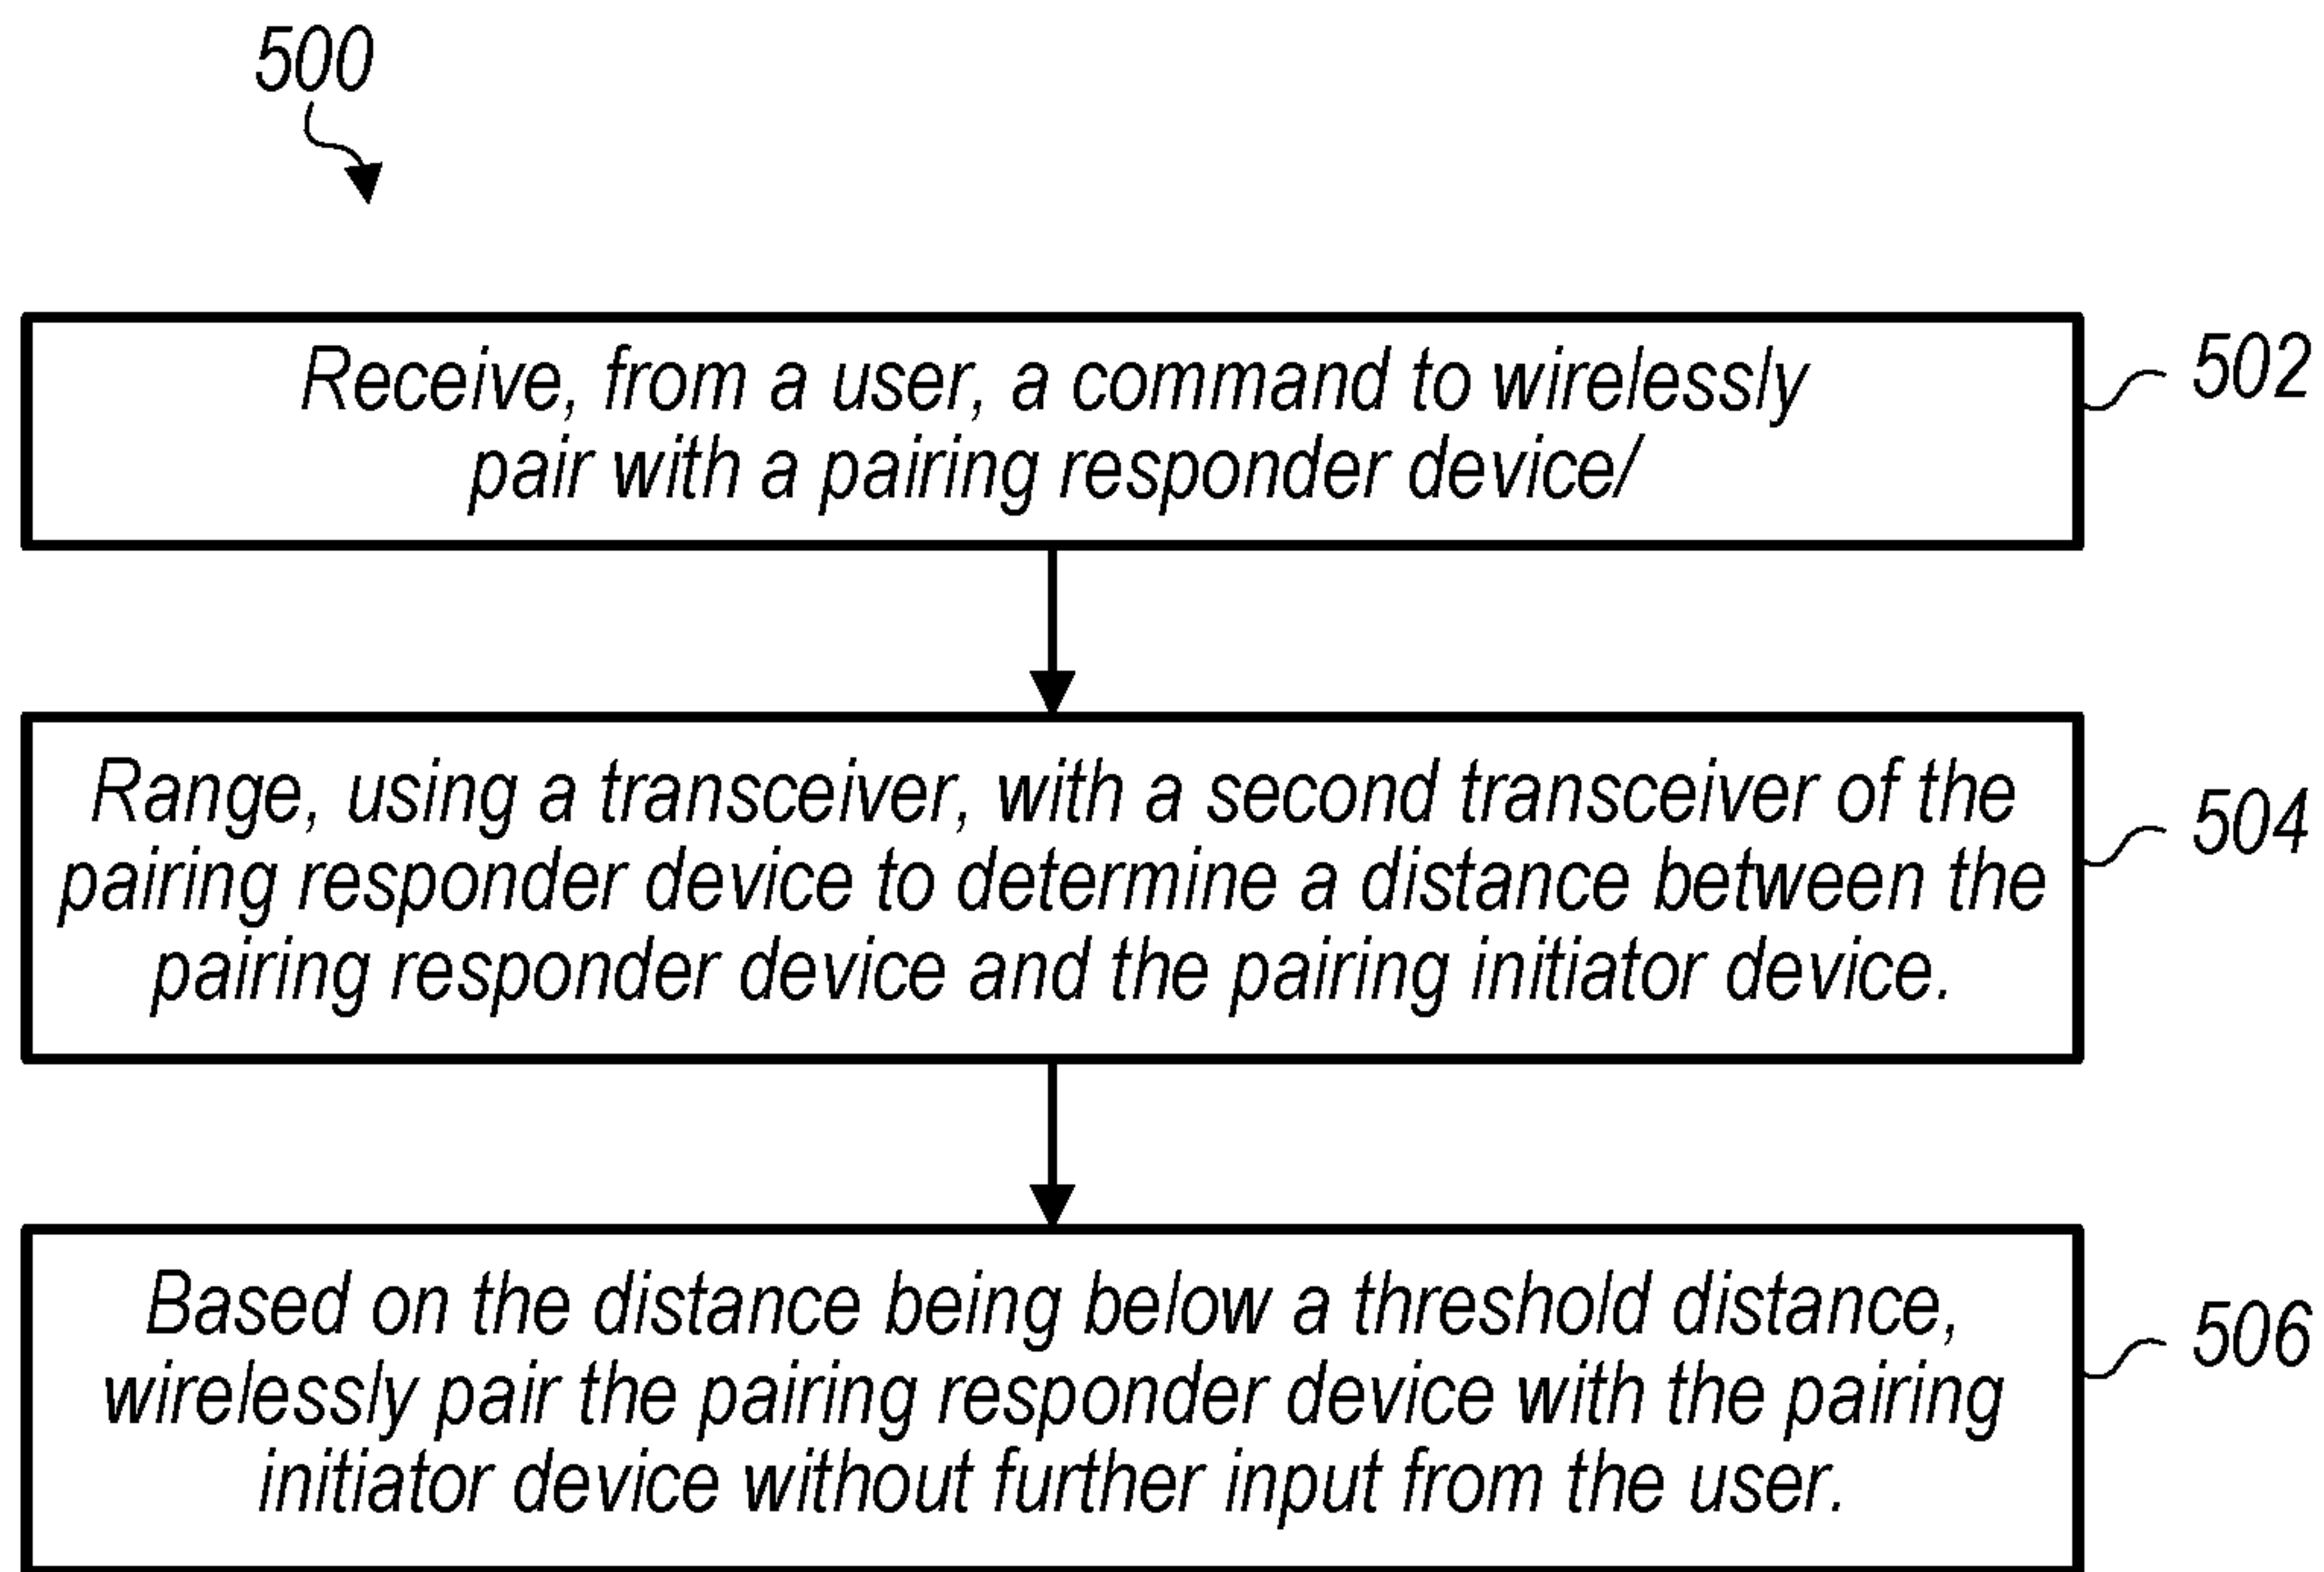 500
Receive, from a user, a command to wirelessly
pair with a pairing responder device/
502
Range, using a transceiver, with a second transceiver of the
pairing responder device to determine a distance between the
pairing responder device and the pairing initiator device.
504
Based on the distance being below a threshold distance,
wirelessly pair the pairing responder device with the pairing
initiator device without further input from the user.
506